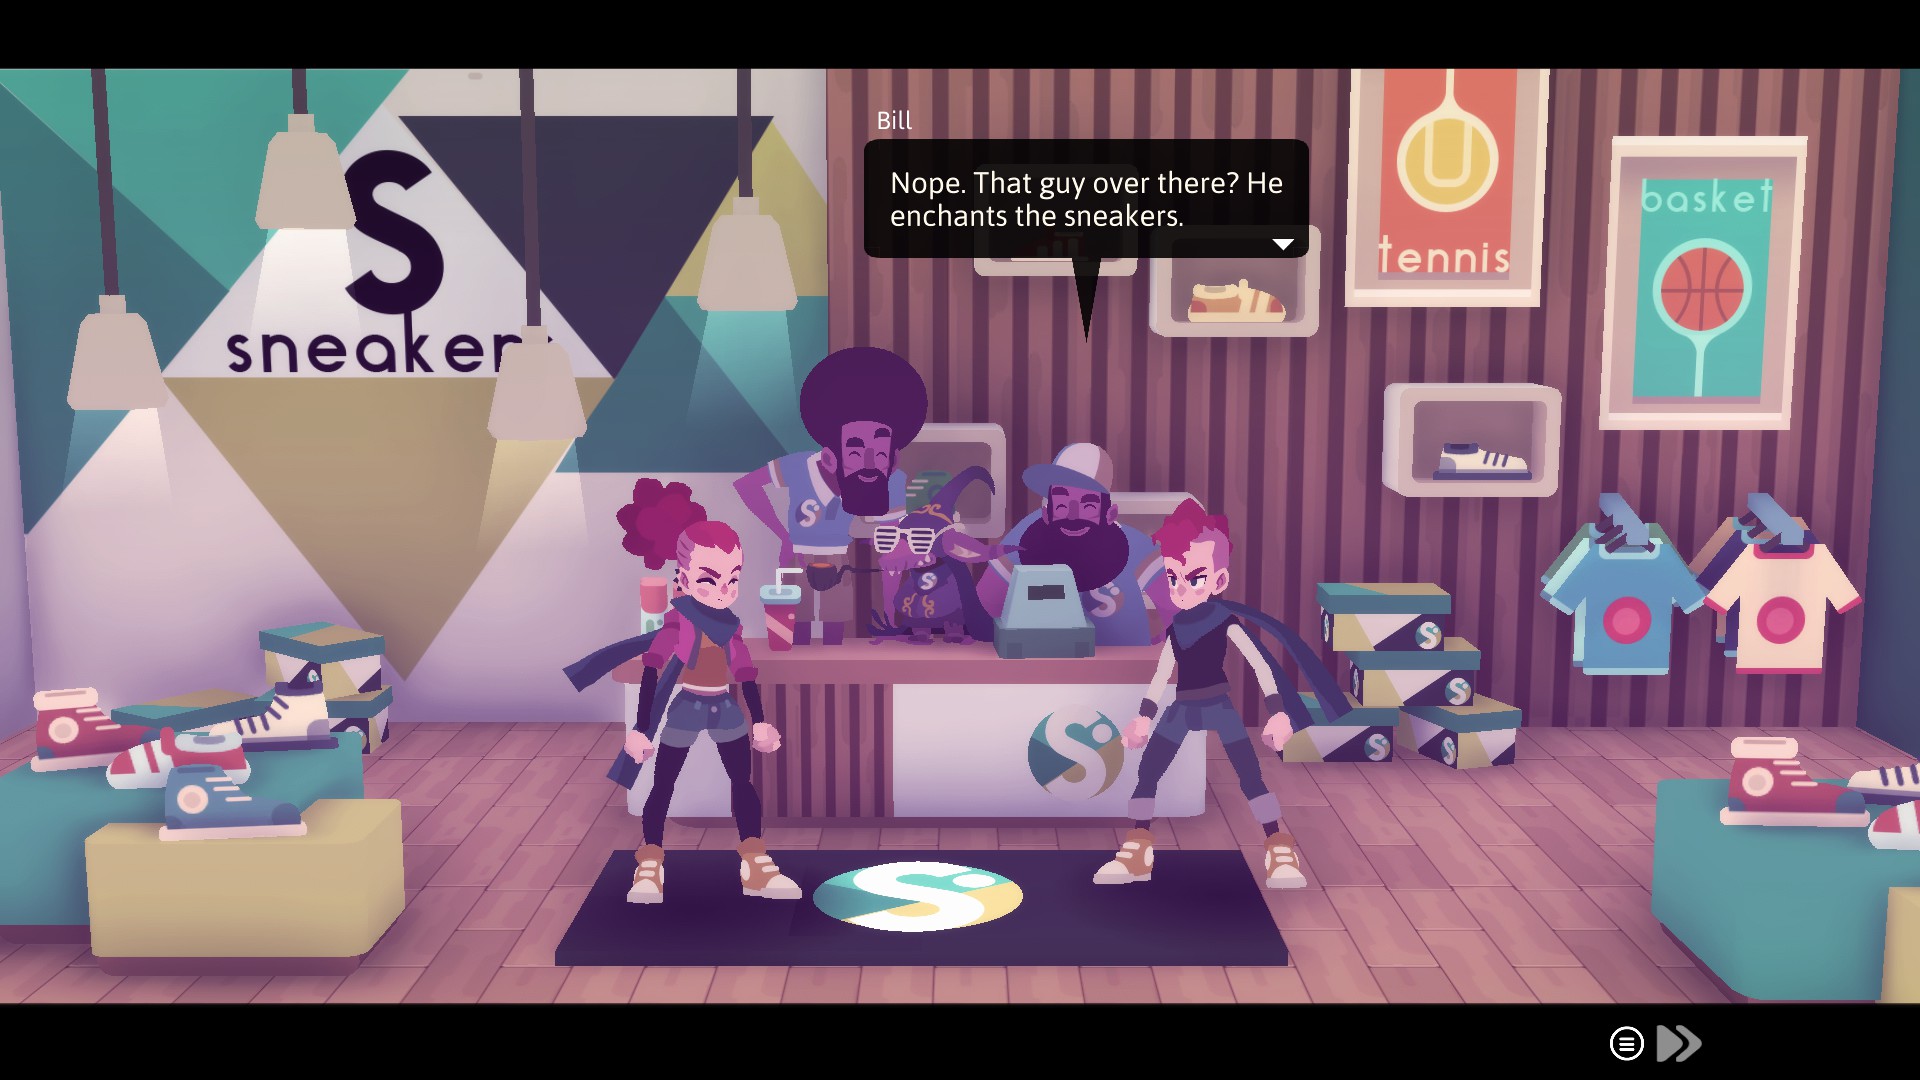 Bill
Nope. That guy over there? He
enchants the sneakers.
S
sneaker
U
tennis
basket
S
S